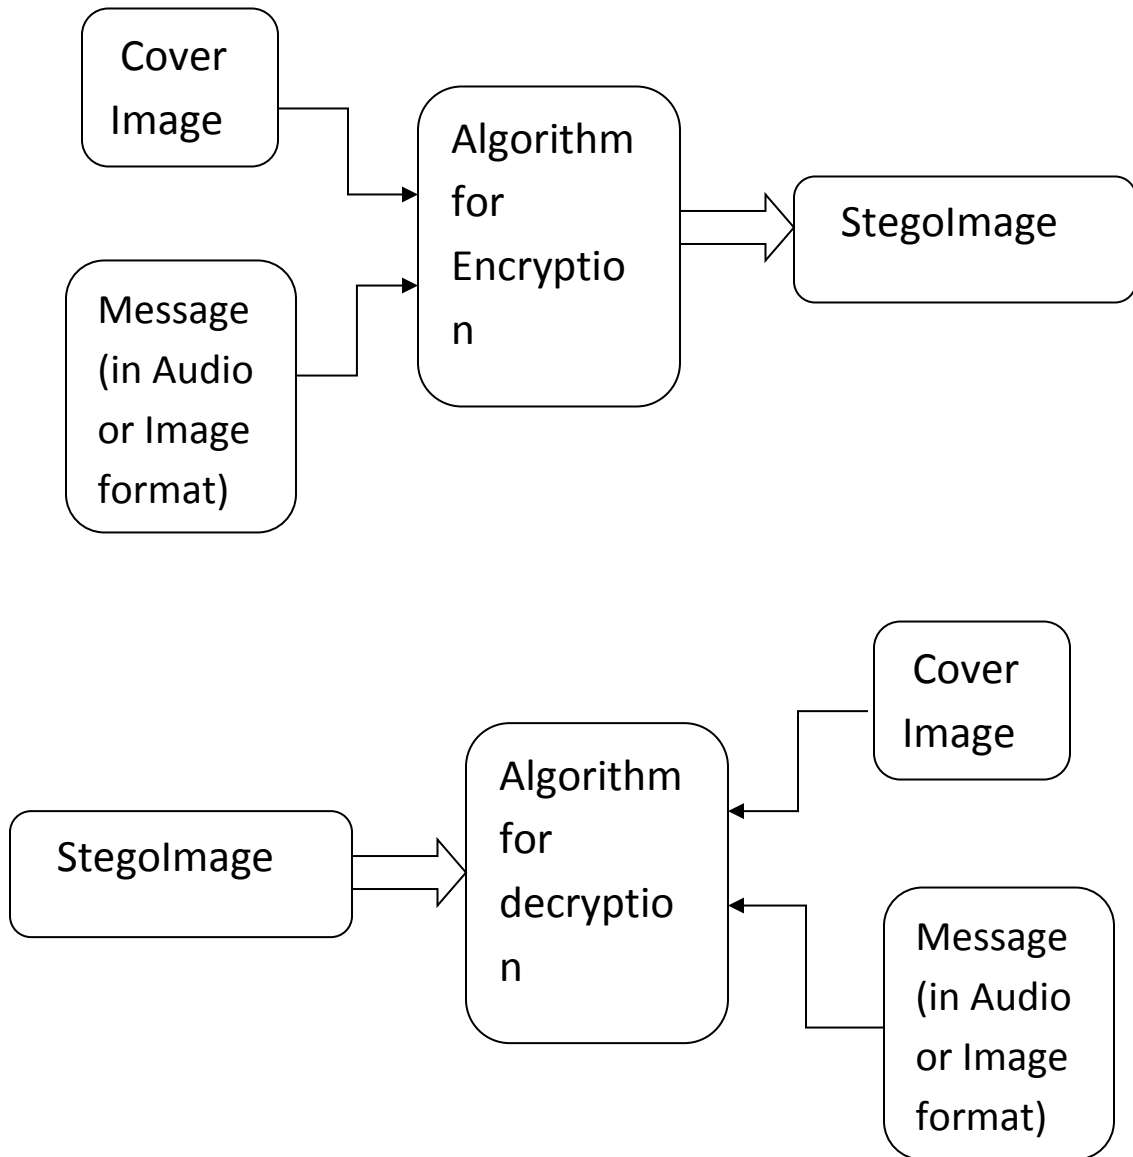 Cover
Image
Algorithm
for
Encryptio
n
StegoImage
Message
(in Audio
or Image
format)
Cover
Image
Algorithm
for
decryptio
n
StegoImage
Message
(in Audio
or Image
format)